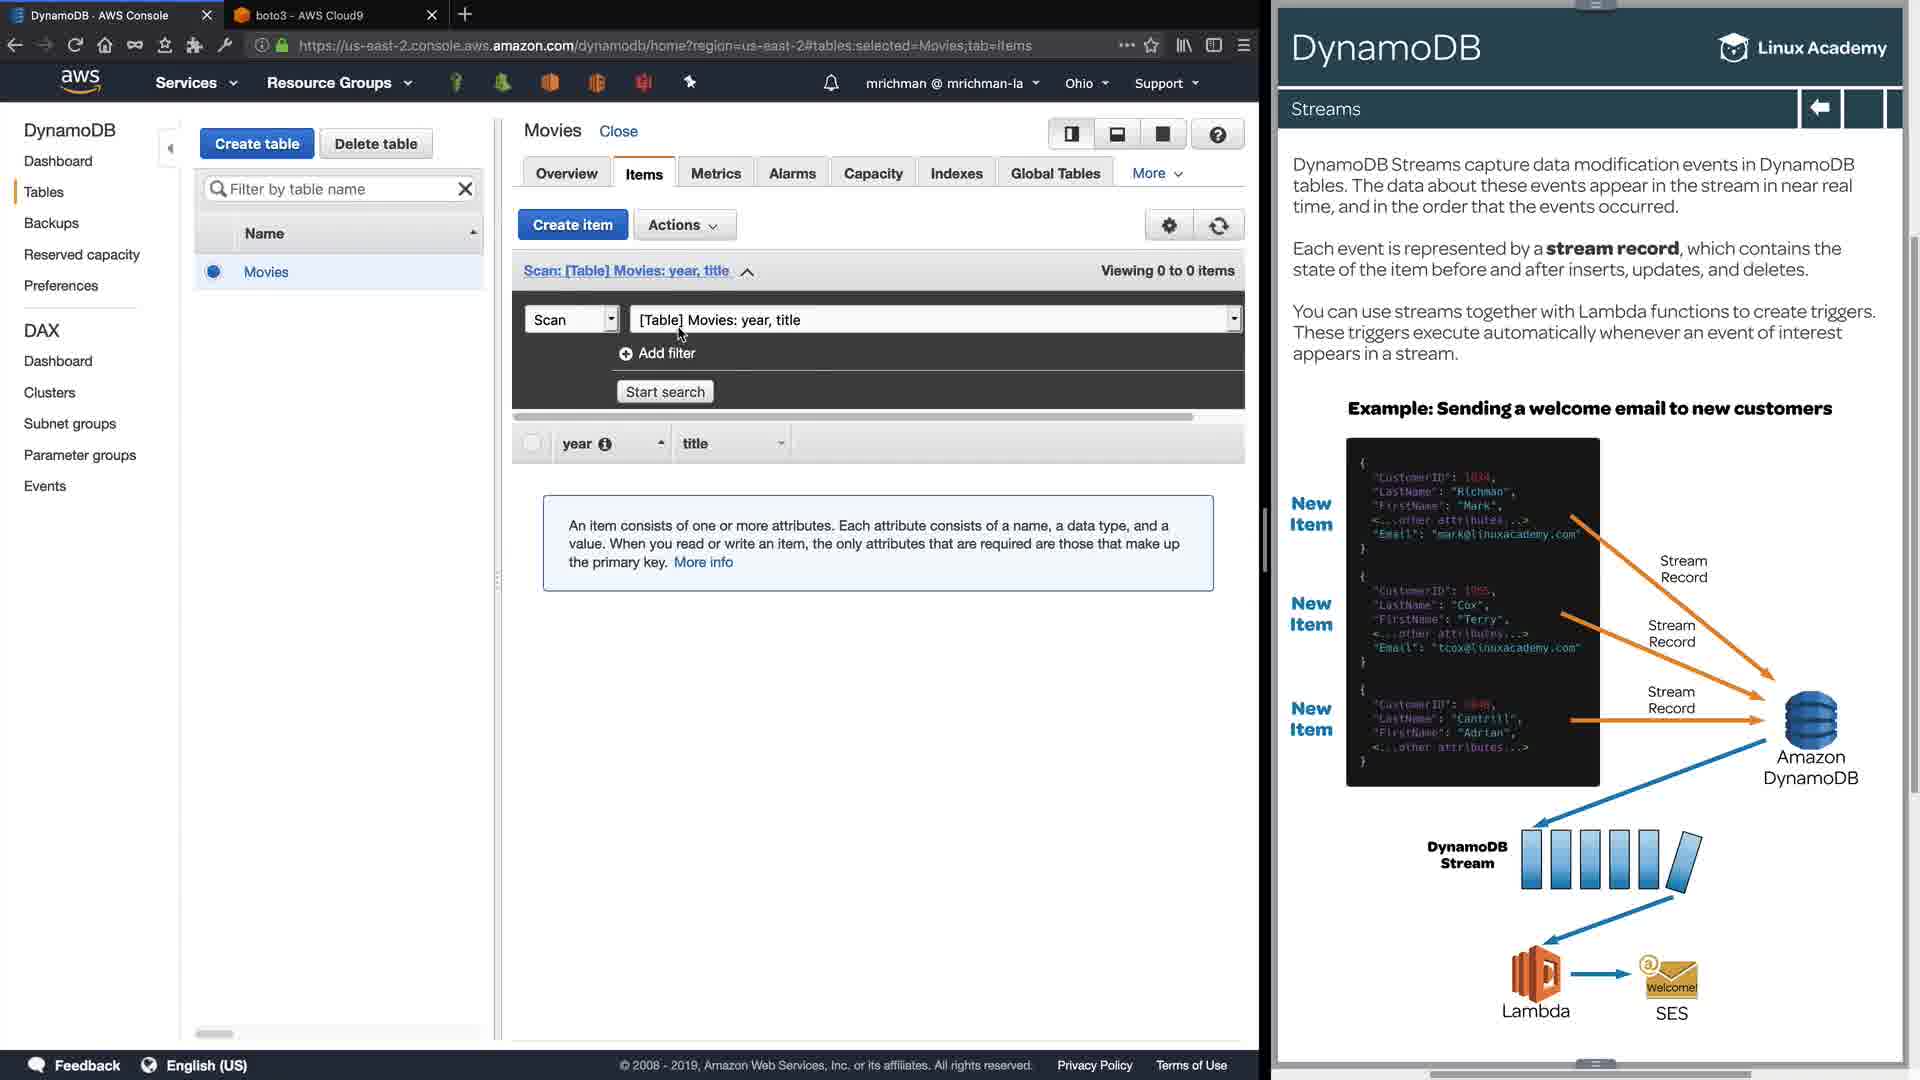 DynamoDB · AWS Console
boto3 - AWS Cloud9
https://us-east-2.console.aws.amazon.com/dynamodb/home?region=us-east-2#tables:selected=Movies;tab=items
aws
Services
Resource Groups
mrichman @ mrichman-la
Ohio
Support
DynamoDB
Dashboard
Tables
Backups
Reserved capacity
Preferences
DAX
Dashboard
Clusters
Subnet groups
Parameter groups
Events
Create table
Delete table
Filter by table name
Name
Movies
Movies Close
Overview
Items
Metrics
Alarms
Capacity
Indexes
Global Tables
More
Create item
Actions
Scan: [Table] Movies: year, title
Viewing 0 to 0 items
Scan
[Table] Movies: year, title
Add filter
Start search
year
title
An item consists of one or more attributes. Each attribute consists of a name, a data type, and a
value. When you read or write an item, the only attributes that are required are those that make up
the primary key. More info
Feedback
English (US)
© 2008 - 2019, Amazon Web Services, Inc. or its affiliates. All rights reserved.
Privacy Policy
Terms of Use
DynamoDB
Linux Academy
Streams
DynamoDB Streams capture data modification events in DynamoDB
tables. The data about these events appear in the stream in near real
time, and in the order that the events occurred.
Each event is represented by a stream record, which contains the
state of the item before and after inserts, updates, and deletes.
You can use streams together with Lambda functions to create triggers.
These triggers execute automatically whenever an event of interest
appears in a stream.
Example: Sending a welcome email to new customers
New
Item
{
"CustomerID":
"LastName": "Richman",
"FirstName": "Mark",
<...other attributes...>
"Email": "mark@linuxacademy.com"
}
New
Item
{
"CustomerID":
"LastName": "Cox",
"FirstName": "Terry",
<...other attributes...>
"Email": "tcox@linuxacademy.com"
}
New
Item
{
"CustomerID":
"LastName": "Cantrill",
"FirstName": "Adrian",
<...other attributes...>
}
Stream
Record
Stream
Record
Stream
Record
Amazon
DynamoDB
DynamoDB
Stream
Lambda
@
Welcome!
SES